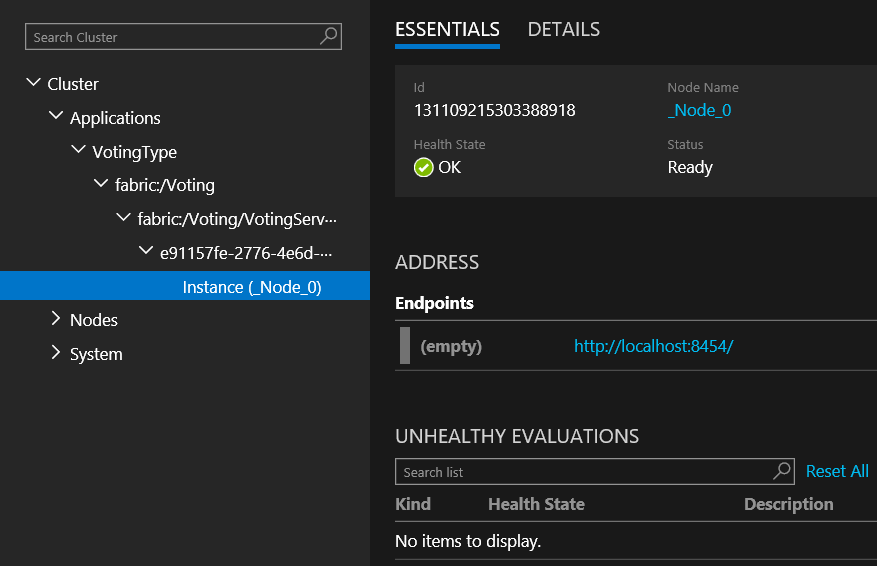 Search Cluster
Cluster
Applications
VotingType
fabric:/Voting
fabric:/Voting/VotingServ...
e91157fe-2776-4e6d-...
Instance (_Node_0)
Nodes
System
ESSENTIALS DETAILS
Id Node Name
131109215303388918 _Node_0
Health State Status
OK Ready
ADDRESS
Endpoints
(empty) http://localhost:8454/
UNHEALTHY EVALUATIONS
Search list Reset All
Kind Health State Description
No items to display.